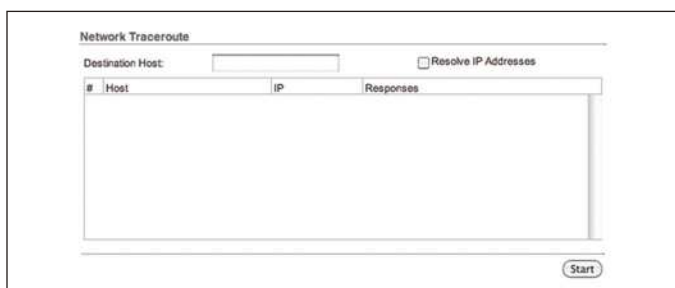 Network Traceroute
Destination Host:
Resolve IP Addresses
# Host IP Responses
Start